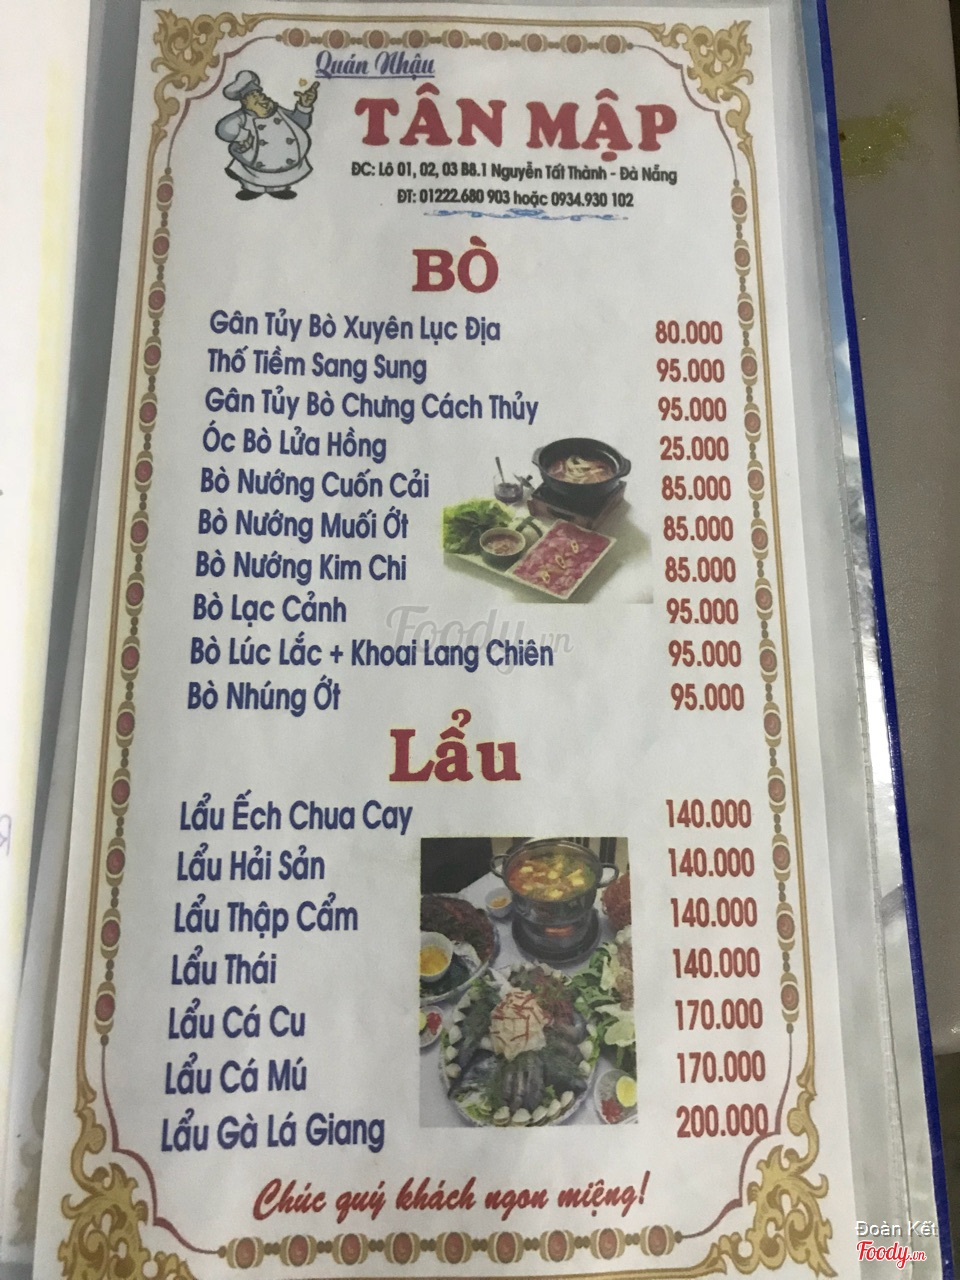 Quán Nhậu
TÂN MẬP
ĐC: Lô 01, 02, 03 B8.1 Nguyễn Tất Thành - Đà Nẵng
ĐT: 01222.680 903 hoặc 0934.930 102
BÒ
Gân Tủy Bò Xuyên Lục Địa 80.000
Thố Tiềm Sang Sung 95.000
Gân Tủy Bò Chưng Cách Thủy 95.000
Óc Bò Lửa Hồng 25.000
Bò Nướng Cuốn Cải 85.000
Bò Nướng Muối Ớt 85.000
Bò Nướng Kim Chi 85.000
Bò Lạc Cảnh 95.000
Foody.vn
Bò Lúc Lắc + Khoai Lang Chiên 95.000
Bò Nhúng Ớt 95.000
Lẩu
Lẩu Ếch Chua Cay 140.000
Lẩu Hải Sản 140.000
Lẩu Thập Cẩm 140.000
Lẩu Thái 140.000
Lẩu Cá Cu 170.000
Lẩu Cá Mú 170.000
Lẩu Gà Lá Giang 200.000
Chúc quý khách ngon miệng!
Đoàn Kết
Foody.vn